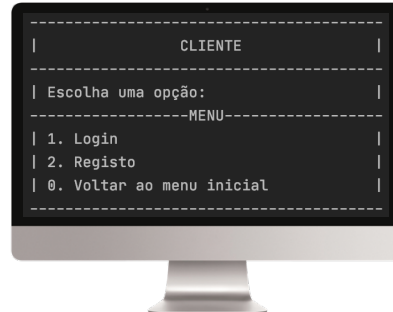 ----------------------------------------
| CLIENTE |
----------------------------------------
| Escolha uma opção: |
------------------MENU------------------
| 1. Login |
| 2. Registo |
| 0. Voltar ao menu inicial |
----------------------------------------